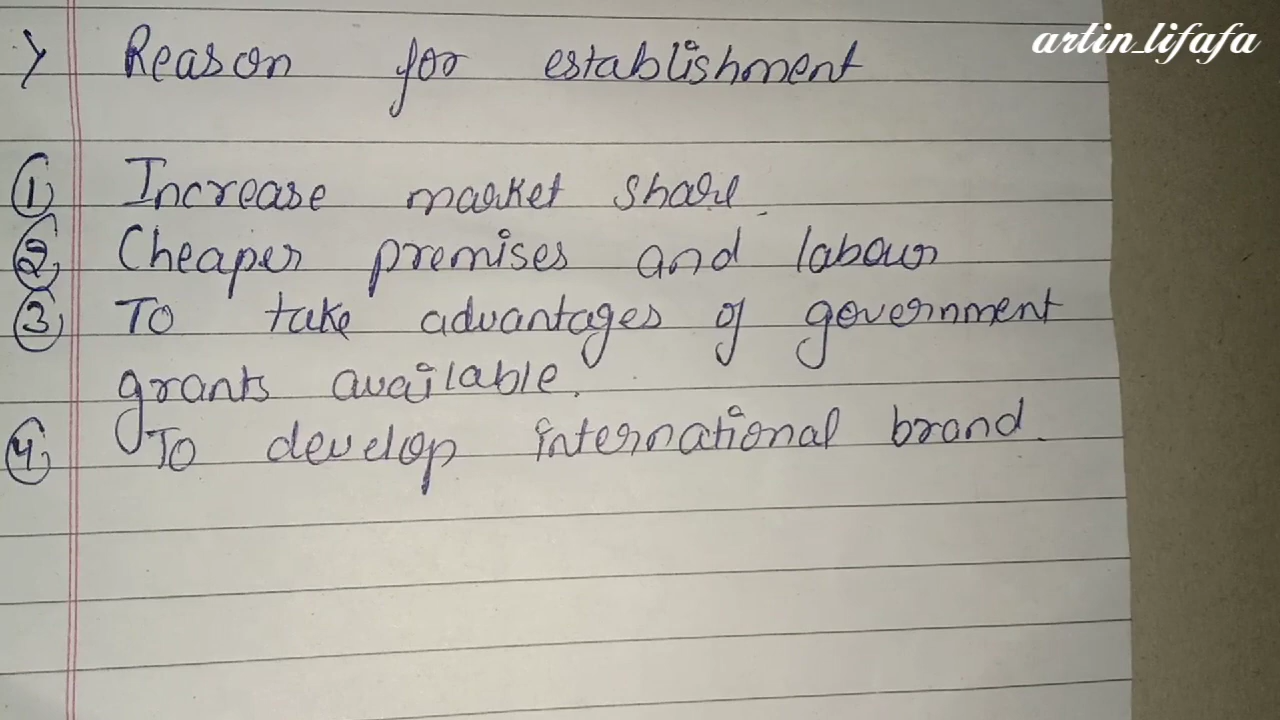 artin_lifafa
> Reason for establishment
① Increase market share.
② Cheaper premises and labour
③ To take advantages of government
grants available.
④ To develop international brand.